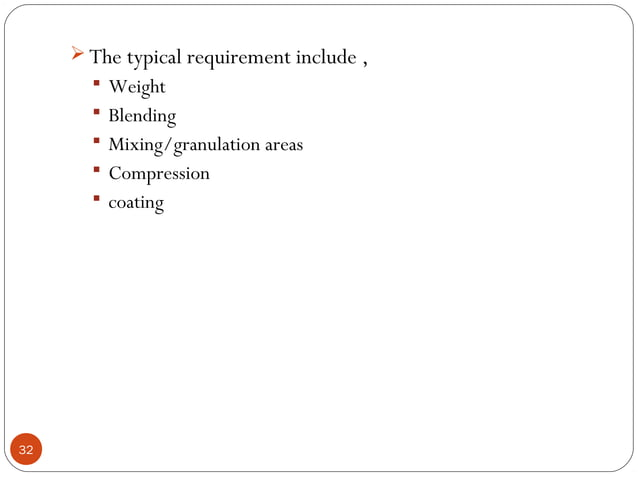 The typical requirement include ,
Weight
Blending
Mixing/granulation areas
Compression
coating
32